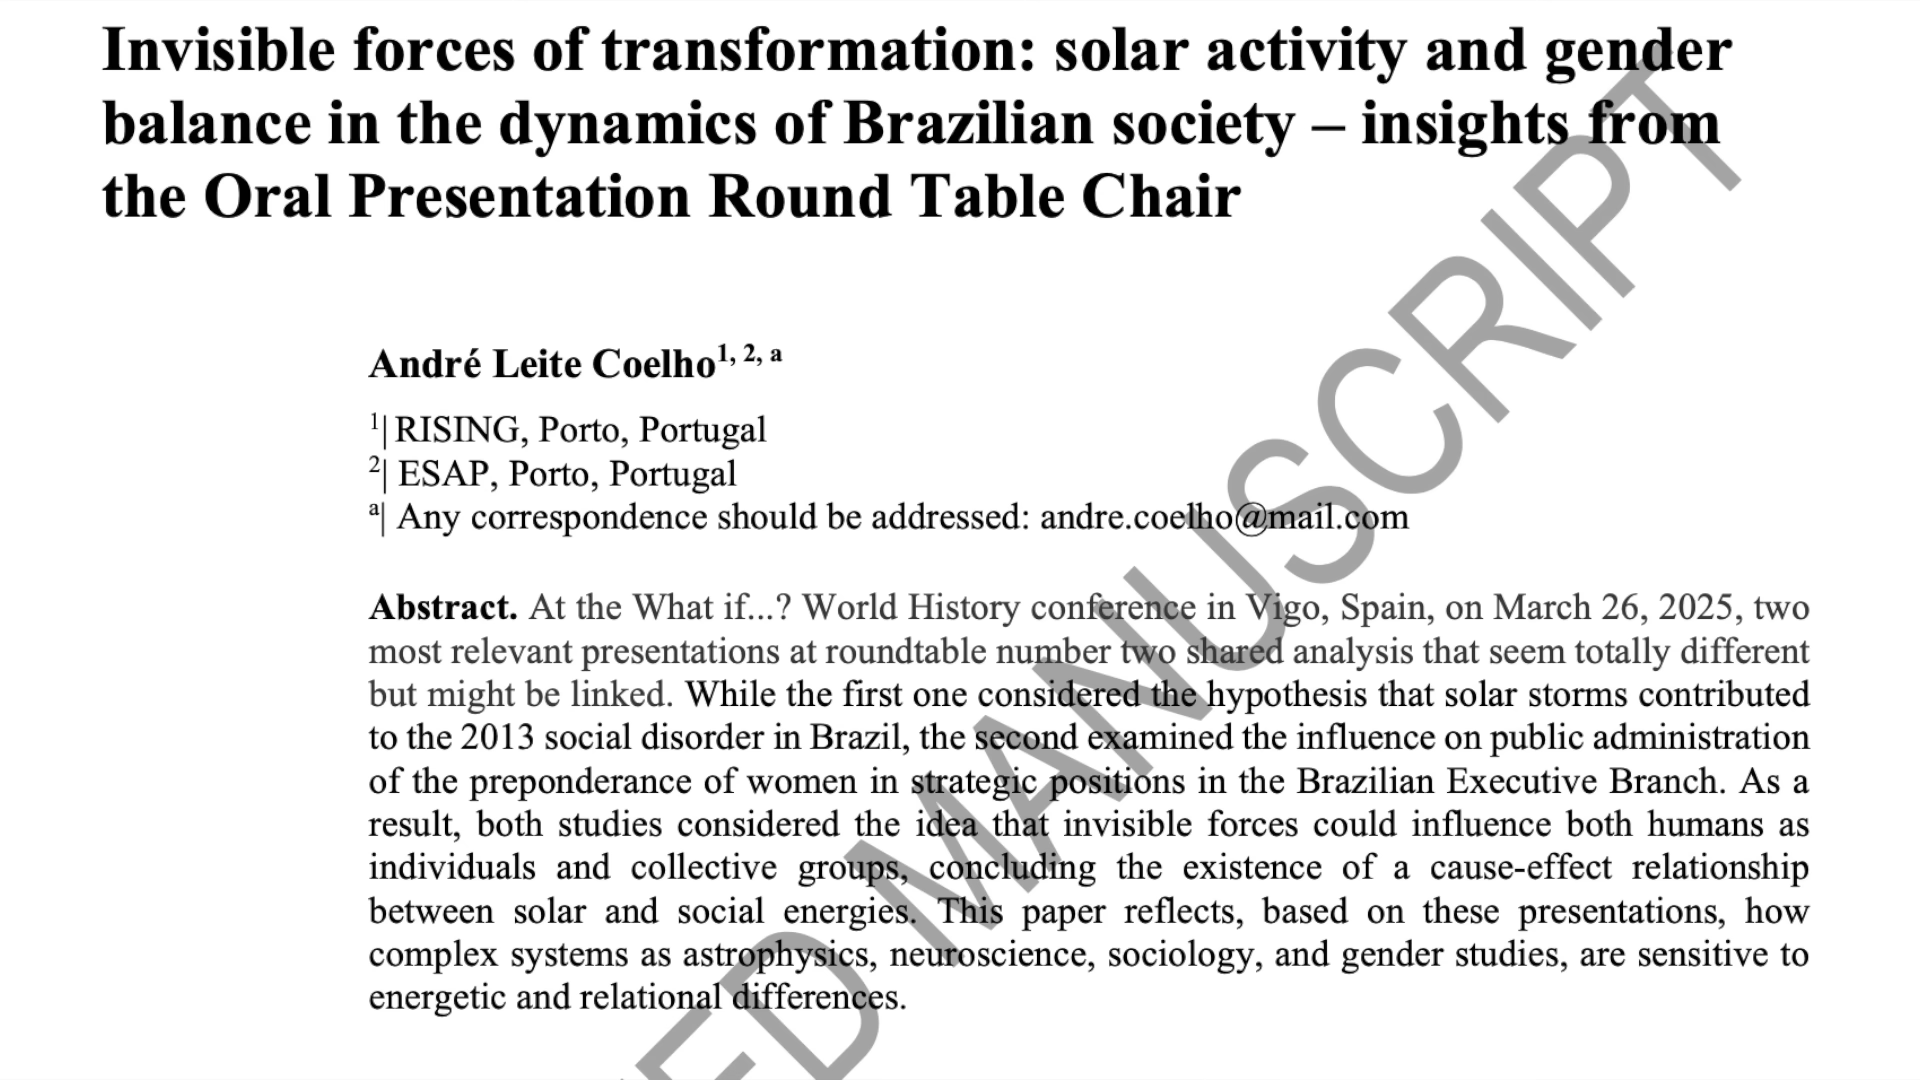 Invisible forces of transformation: solar activity and gender
balance in the dynamics of Brazilian society – insights from
the Oral Presentation Round Table Chair
André Leite Coelho1, 2, a
1| RISING, Porto, Portugal
2| ESAP, Porto, Portugal
a| Any correspondence should be addressed: andre.coelho@mail.com
Abstract. At the What if...? World History conference in Vigo, Spain, on March 26, 2025, two
most relevant presentations at roundtable number two shared analysis that seem totally different
but might be linked. While the first one considered the hypothesis that solar storms contributed
to the 2013 social disorder in Brazil, the second examined the influence on public administration
of the preponderance of women in strategic positions in the Brazilian Executive Branch. As a
result, both studies considered the idea that invisible forces could influence both humans as
individuals and collective groups, concluding the existence of a cause-effect relationship
between solar and social energies. This paper reflects, based on these presentations, how
complex systems as astrophysics, neuroscience, sociology, and gender studies, are sensitive to
energetic and relational differences.
MANUSCRIPT